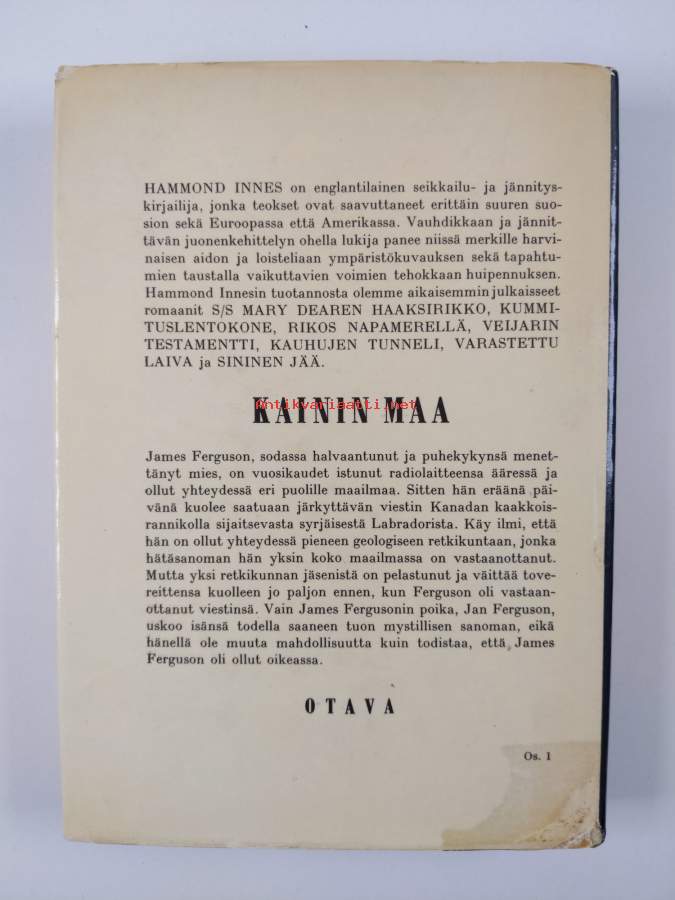 HAMMOND INNES on englantilainen seikkailu- ja jännitys-
kirjailija, jonka teokset ovat saavuttaneet erittäin suuren suo-
sion sekä Euroopassa että Amerikassa. Vauhdikkaan ja jännit-
tävän juonenkehittelyn ohella lukija panee niissä merkille harvi-
naisen aidon ja loisteliaan ympäristökuvauksen sekä tapahtu-
mien taustalla vaikuttavien voimien tehokkaan huipennuksen.
Hammond Innesin tuotannosta olemme aikaisemmin julkaisseet
romaanit S/S MARY DEAREN HAAKSIRIKKO, KUMMI-
TUSLENTOKONE, RIKOS NAPAMERELLÄ, VEIJARIN
TESTAMENTTI, KAUHUJEN TUNNELI, VARASTETTU
LAIVA ja SININEN JÄÄ.
KAININ MAA
Antikvariaatti.net
James Ferguson, sodassa halvaantunut ja puhekykynsä menet-
tänyt mies, on vuosikaudet istunut radiolaitteensa ääressä ja
ollut yhteydessä eri puolille maailmaa. Sitten hän eräänä päi-
vänä kuolee saatuaan järkyttävän viestin Kanadan kaakkois-
rannikolla sijaitsevasta syrjäisestä Labradorista. Käy ilmi, että
hän on ollut yhteydessä pieneen geologiseen retkikuntaan, jonka
hätäsanoman hän yksin koko maailmassa on vastaanottanut.
Mutta yksi retkikunnan jäsenistä on pelastunut ja väittää tove-
reittensa kuolleen jo paljon ennen, kun Ferguson oli vastaan-
ottanut viestinsä. Vain James Fergusonin poika, Jan Ferguson,
uskoo isänsä todella saaneen tuon mystillisen sanoman, eikä
hänellä ole muuta mahdollisuutta kuin todistaa, että James
Ferguson oli ollut oikeassa.
OTAVA
Os. 1